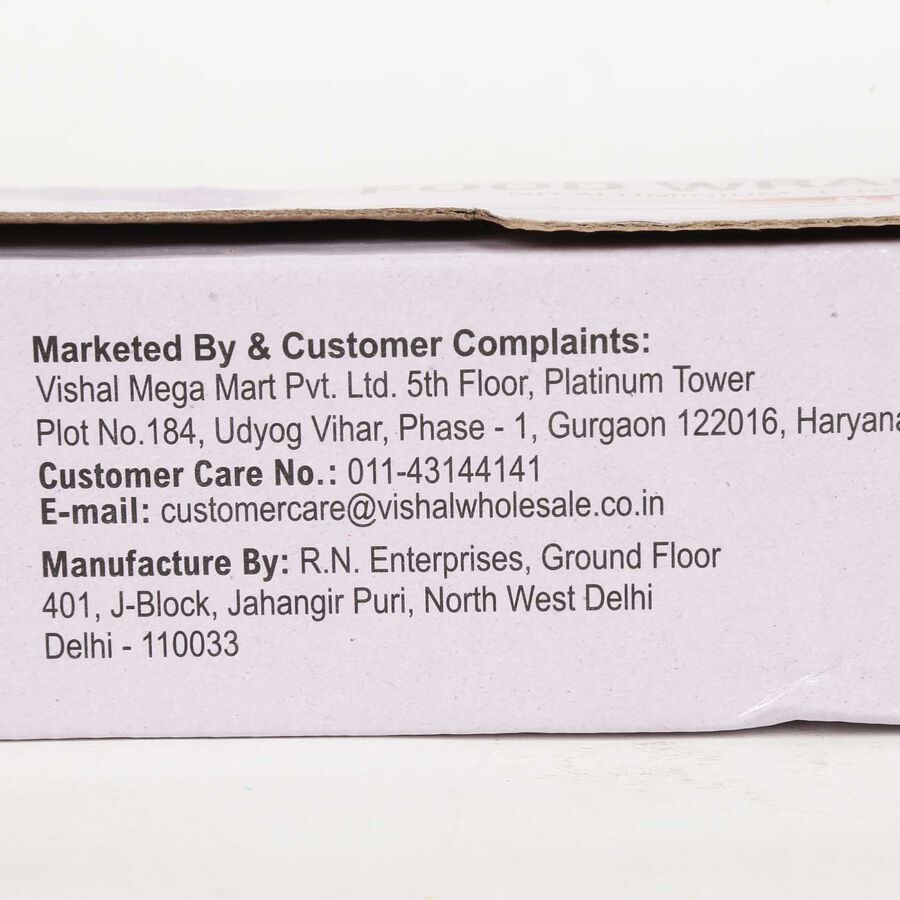 FOOD WRA
Marketed By & Customer Complaints:
Vishal Mega Mart Pvt. Ltd. 5th Floor, Platinum Tower
Plot No.184, Udyog Vihar, Phase - 1, Gurgaon 122016, Haryana
Customer Care No.: 011-43144141
E-mail: customercare@vishalwholesale.co.in
Manufacture By: R.N. Enterprises, Ground Floor
401, J-Block, Jahangir Puri, North West Delhi
Delhi - 110033